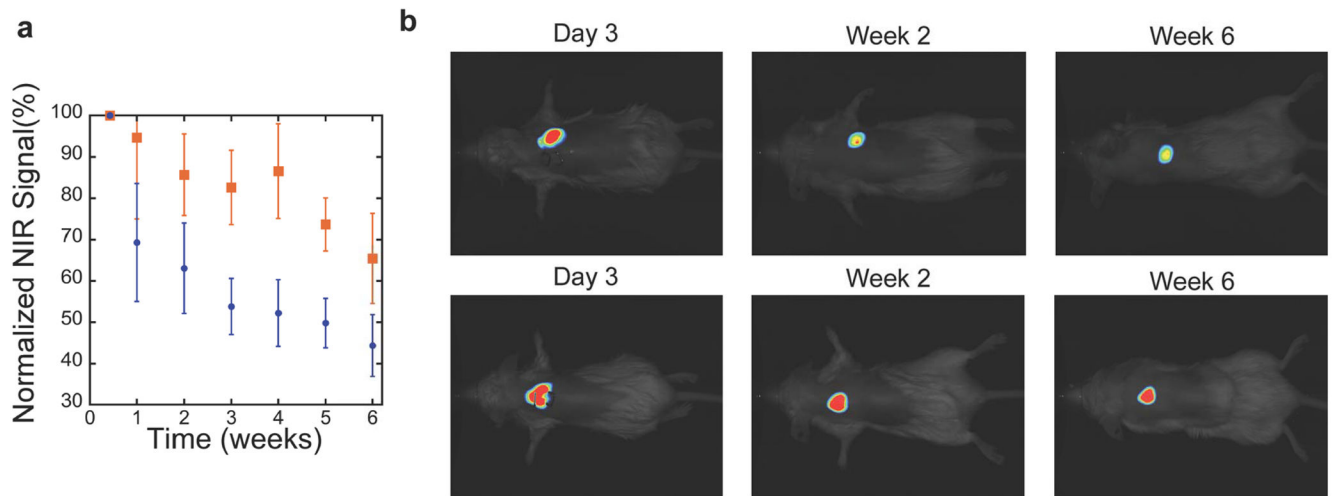 a
Normalized NIR Signal(%)
100
90
80
70
60
50
40
30
0 1 2 3 4 5 6
Time (weeks)
b
Day 3 Week 2 Week 6
Day 3 Week 2 Week 6